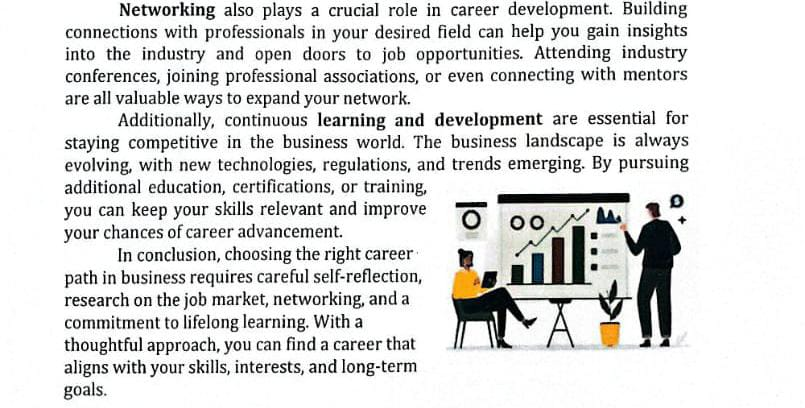 Networking also plays a crucial role in career development. Building
connections with professionals in your desired field can help you gain insights
into the industry and open doors to job opportunities. Attending industry
conferences, joining professional associations, or even connecting with mentors
are all valuable ways to expand your network.
Additionally, continuous learning and development are essential for
staying competitive in the business world. The business landscape is always
evolving, with new technologies, regulations, and trends emerging. By pursuing
additional education, certifications, or training,
you can keep your skills relevant and improve
your chances of career advancement.
In conclusion, choosing the right career
path in business requires careful self-reflection,
research on the job market, networking, and a
commitment to lifelong learning. With a
thoughtful approach, you can find a career that
aligns with your skills, interests, and long-term
goals.